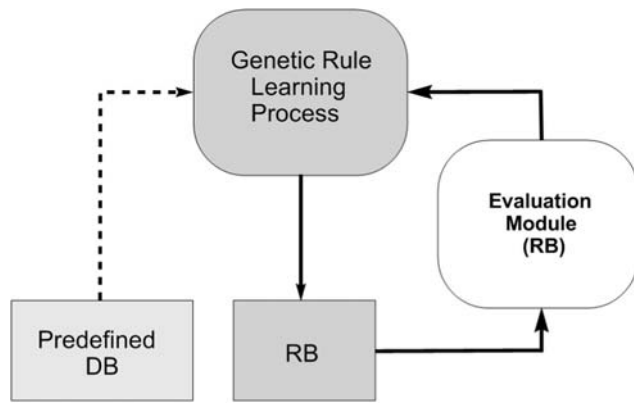 Genetic Rule
Learning
Process
Evaluation
Module
(RB)
Predefined
DB
RB